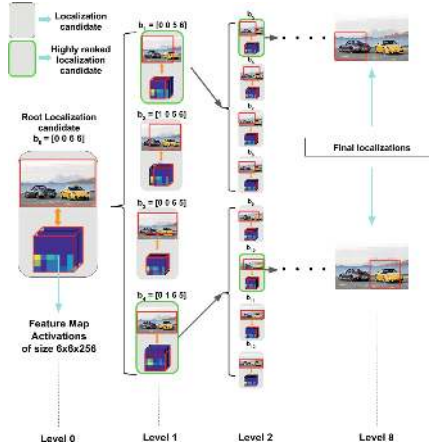 Localization
candidate
Highly ranked
localization
candidate
Root Localization
candidate
b₀ = [0 0 6 6]
Feature Map
Activations
of size 6x6x256
b₁ = [0 0 5 6]
b₂ = [1 0 5 6]
b₃ = [0 0 6 5]
b₄ = [0 1 6 5]
Final localizations
Level 0
Level 1
Level 2
Level 8